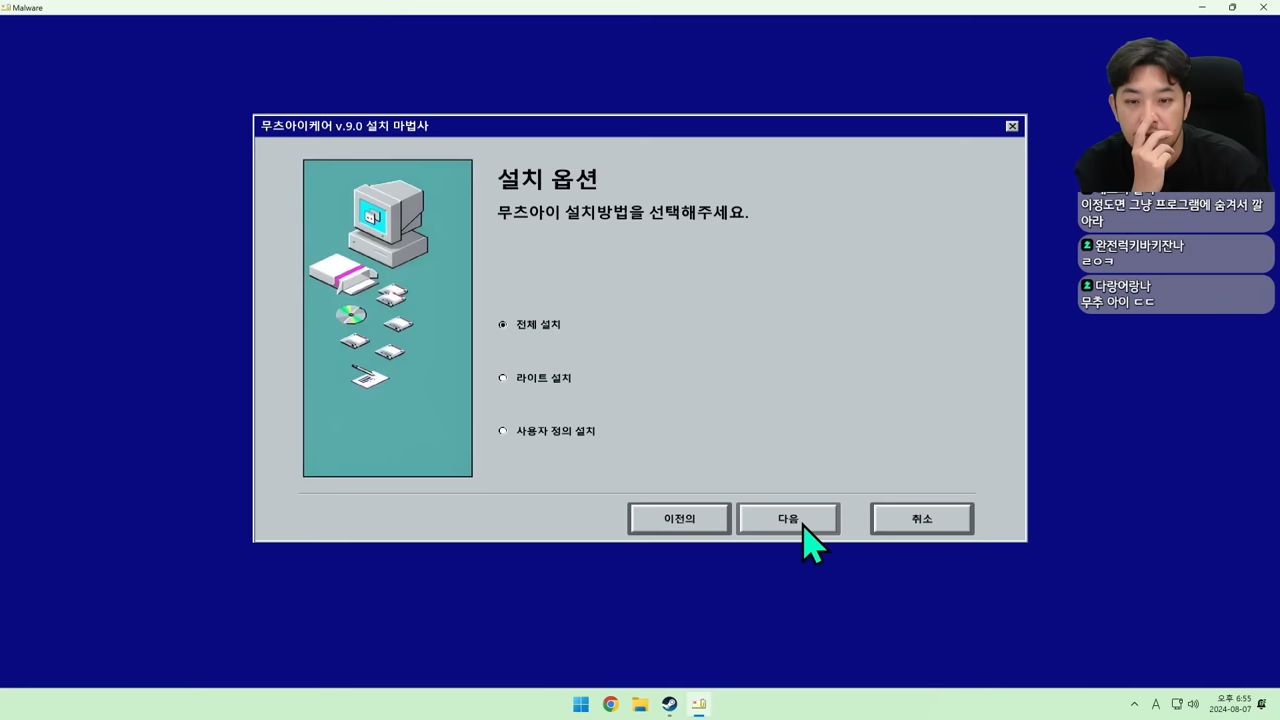 Malware
무츠아이케어 v.9.0 설치 마법사
설치 옵션
무츠아이 설치방법을 선택해주세요.
전체 설치
라이트 설치
사용자 정의 설치
이전의
다음
취소
이정도면 그냥 프로그램에 숨겨서 깔
아라
2 완전럭키바키잔나
ㄹㅇㅋ
2 다랑어랑나
무추 아이 ㄷㄷ
A
오후 6:55
2024-08-07